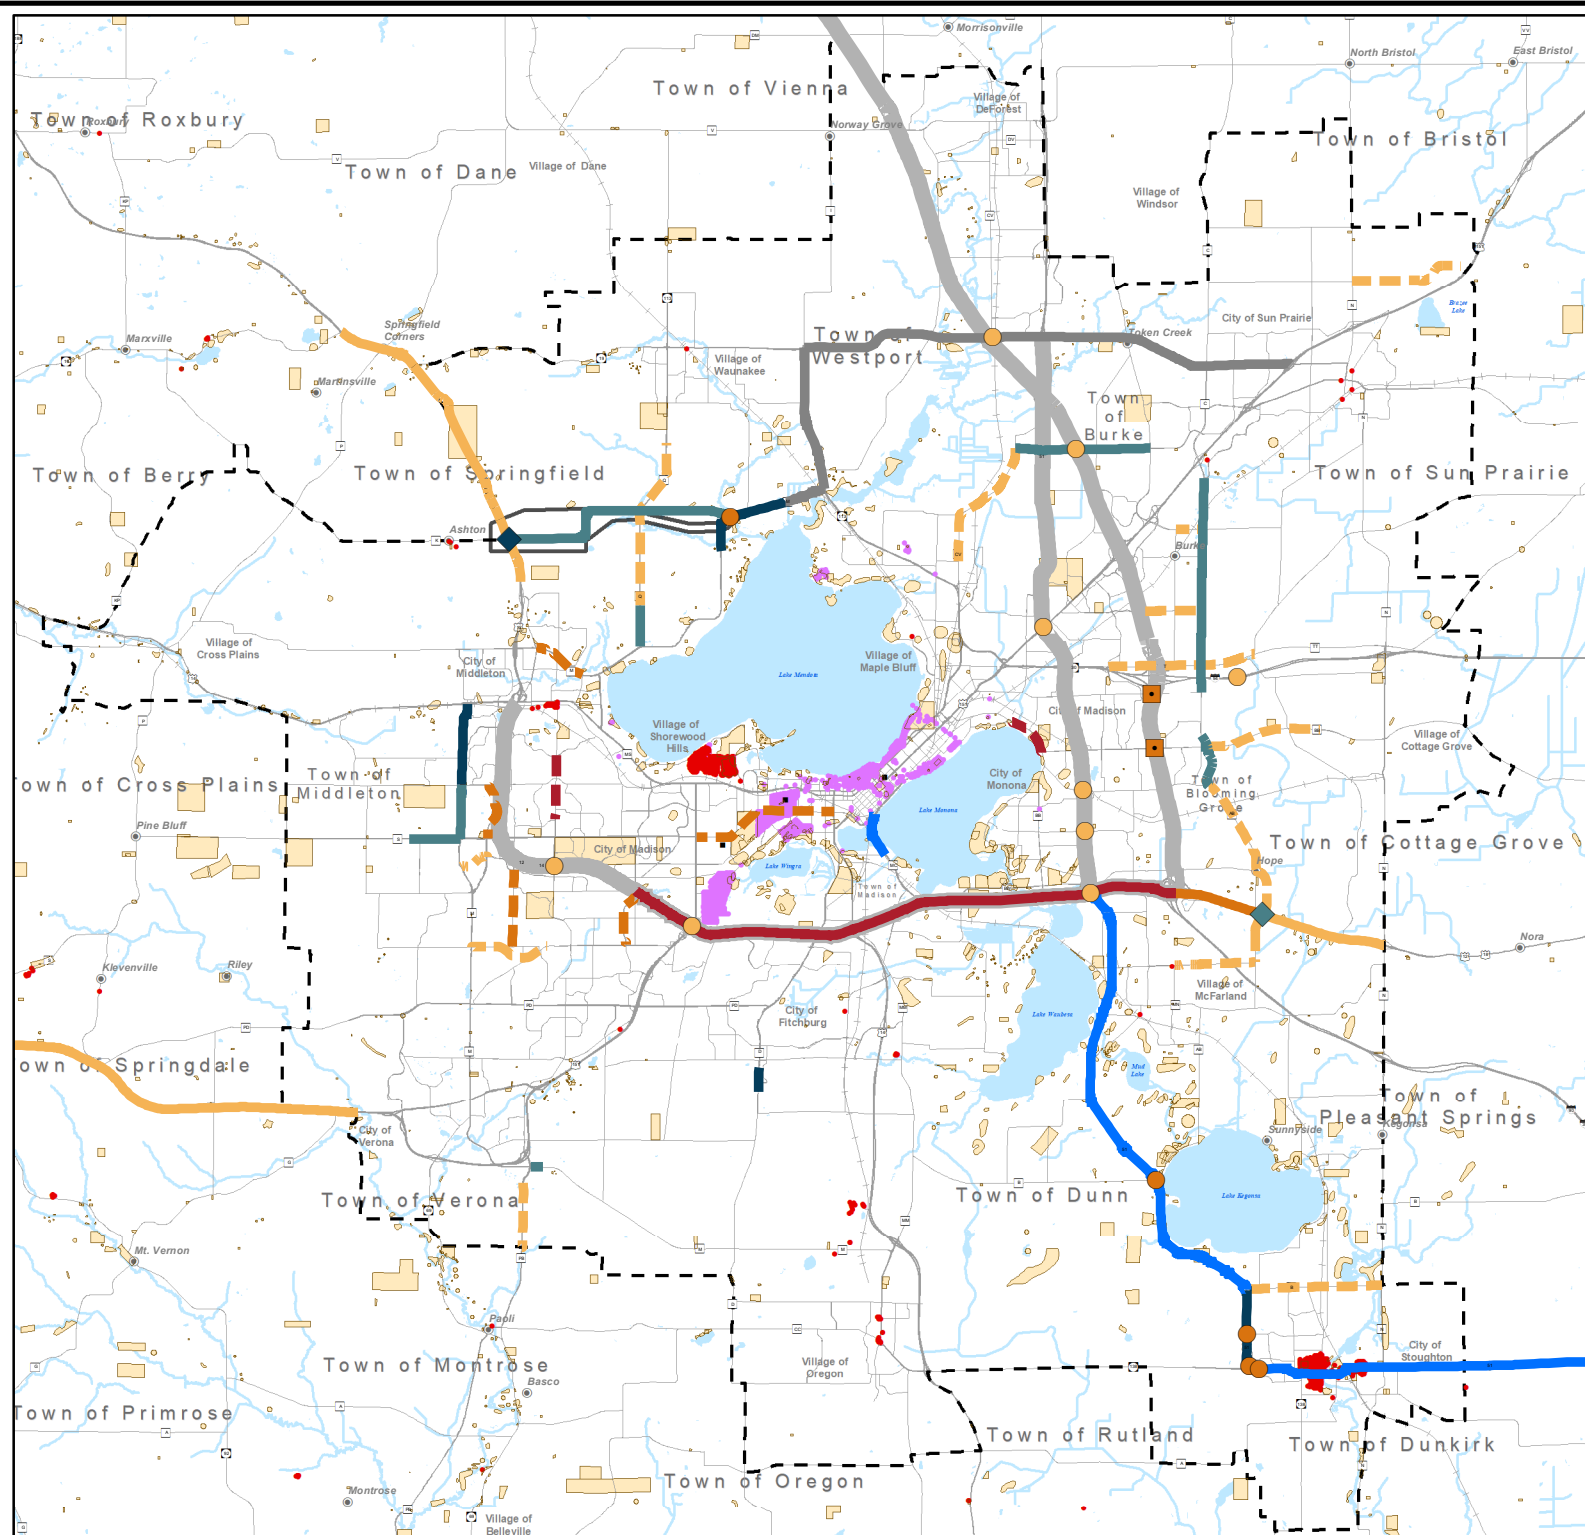 Morrisonville
North Bristol
East Bristol
Town of Vienna
Village of
DeForest
Town of Roxbury
Roxbury
Norway Grove
Town of Bristol
Town of Dane
Village of Dane
Village of
Windsor
Brazee
Lake
City of Sun Prairie
Springfield
Corners
Marxville
Town of
Westport
Token Creek
Village of
Waunakee
Martinsville
Town
of
Burke
Town of Berry
Town of Springfield
Town of Sun Prairie
Ashton
Burke
Village of
Cross Plains
City of
Middleton
Village of
Maple Bluff
Lake Mendota
City of Madison
Village of
Shorewood
Hills
Village of
Cottage Grove
Town of Cross Plains
Town of
Middleton
City of
Monona
Town of
Blooming
Grove
Lake Monona
Pine Bluff
City of Madison
Town of Cottage Grove
Hope
Lake Wingra
Town of
Madison
Nora
Klevenville
Riley
Village of
McFarland
City of
Fitchburg
Lake Waubesa
Town of Springdale
Mud
Lake
Town of
Pleasant Springs
Kegonsa
Sunnyside
City of
Verona
Town of Verona
Town of Dunn
Lake Kegonsa
Mt. Vernon
Paoli
Town of Montrose
Village of
Oregon
City of
Stoughton
Basco
Town of Primrose
Town of Rutland
Town of Dunkirk
Town of Oregon
Montrose
Village of
Belleville